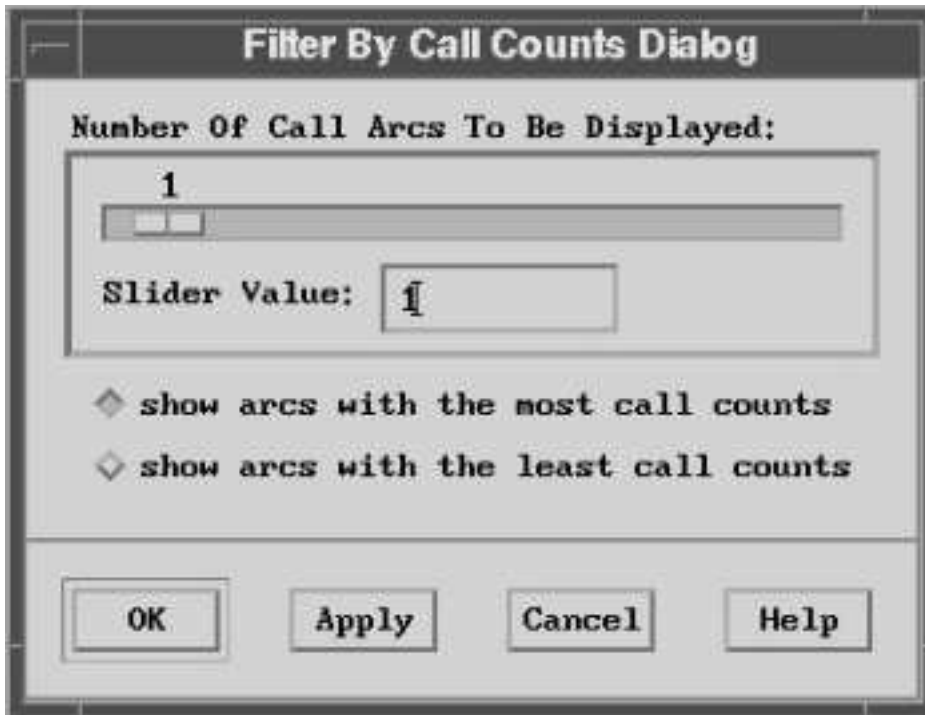 Filter By Call Counts Dialog
Number Of Call Arcs To Be Displayed:
1
Slider Value: 1
show arcs with the most call counts
show arcs with the least call counts
OK Apply Cancel Help